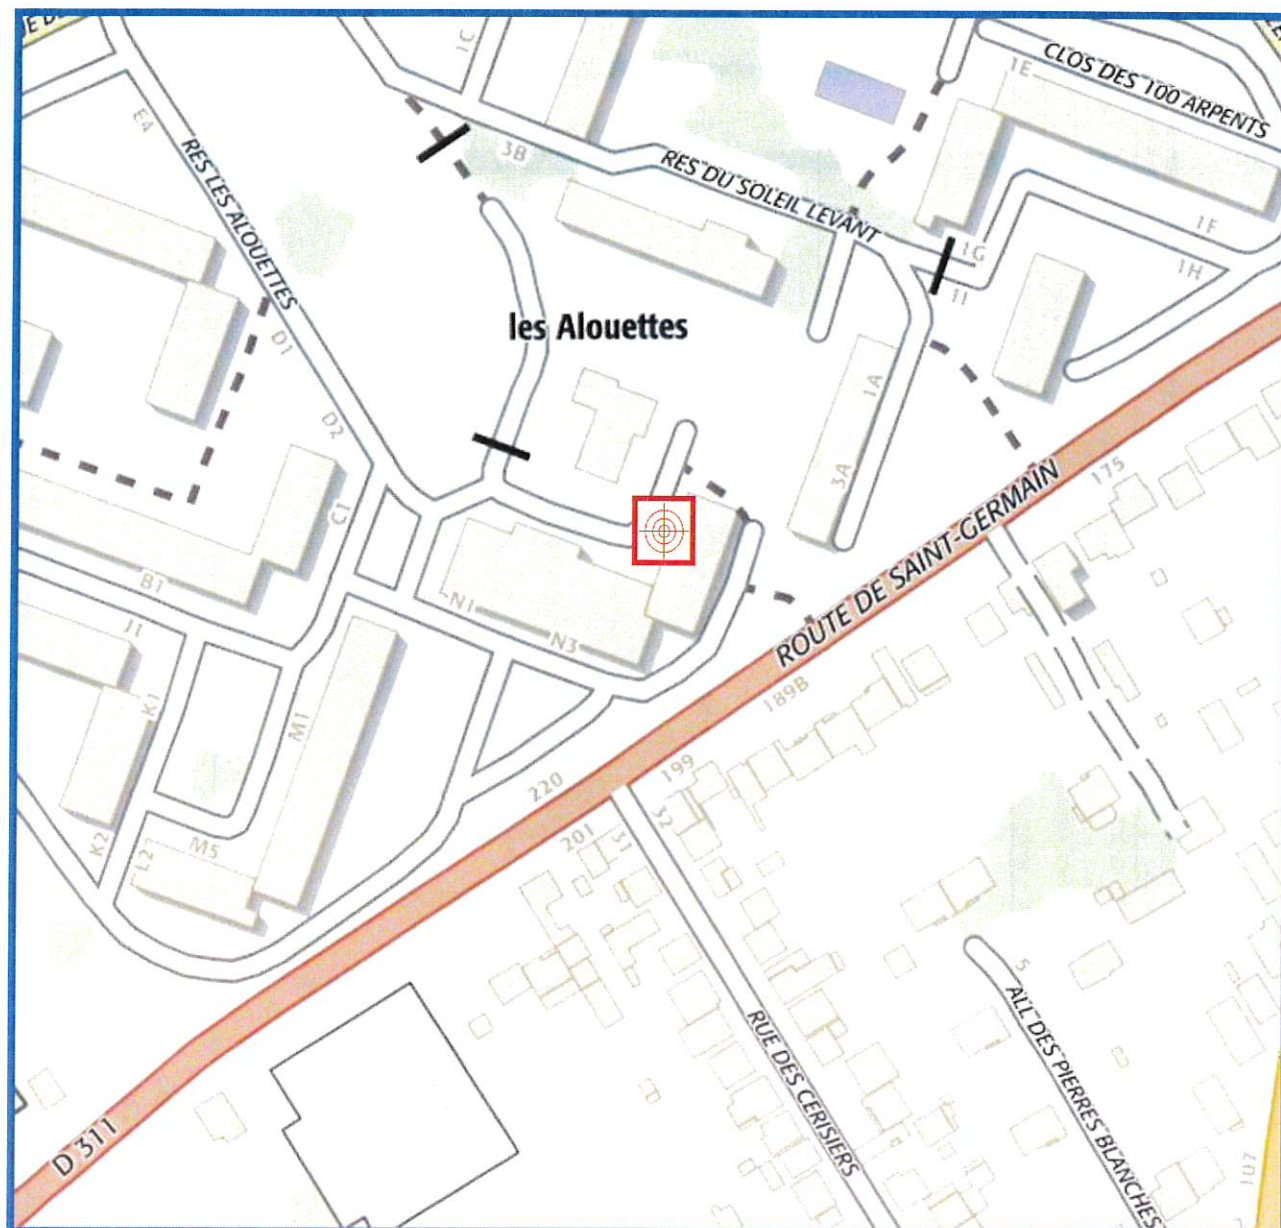 1C
CLOS DES 100 ARPENTS
1E
E4
RES LES ALOUETTES
3B
RES DU SOLEIL LEVANT
1G
1F
1H
1I
les Alouettes
D1
D2
1A
3A
C1
175
ROUTE DE SAINT-GERMAIN
B1
J1
N1
N3
K1
M1
189B
199
220
32
201
31
K2
L2
M5
5
ALL DES PIERRES BLANCHES
RUE DES CERISIERS
D 311
107